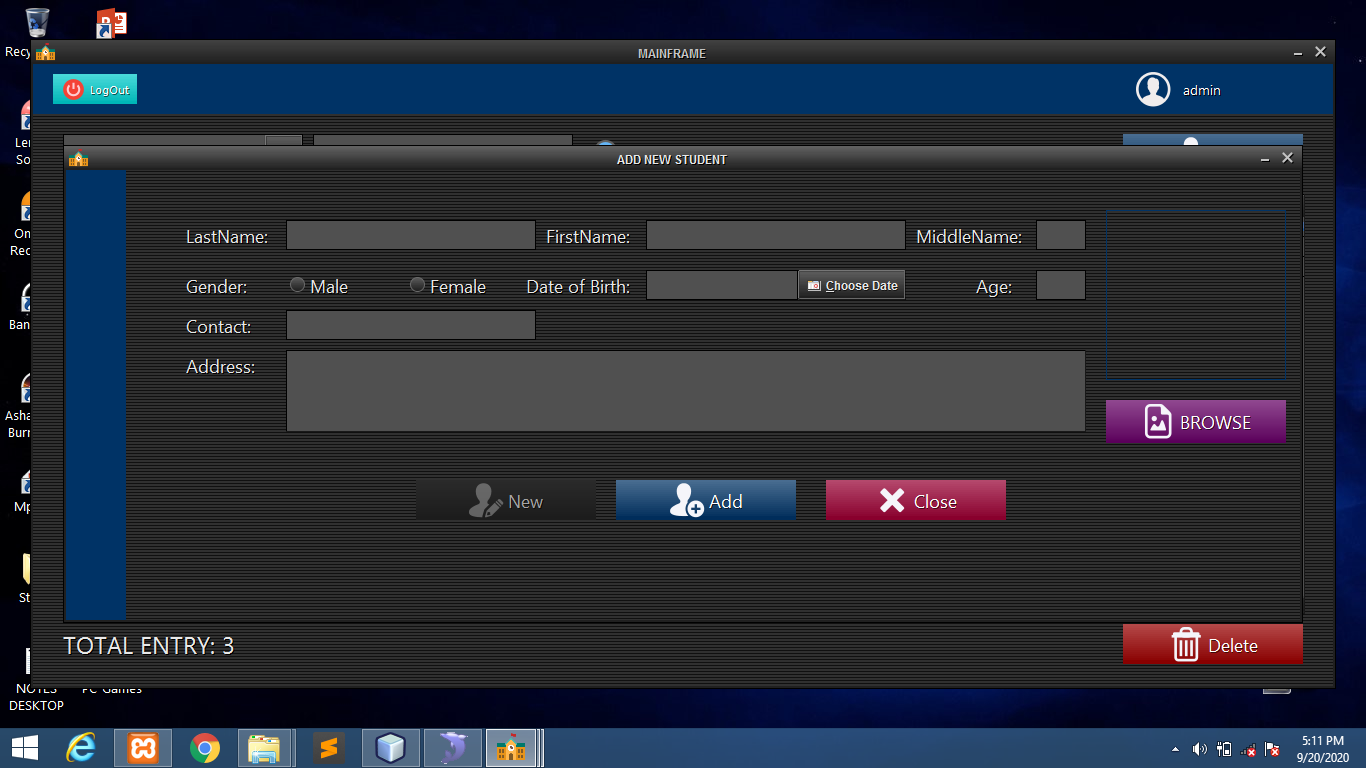 Recy
MAINFRAME
LogOut
admin
ADD NEW STUDENT
LastName:
FirstName:
MiddleName:
Gender:
Male
Female
Date of Birth:
Choose Date
Age:
Contact:
Address:
BROWSE
New
Add
Close
TOTAL ENTRY: 3
Delete
Ler
So
On
Rec
Ban
Asha
Burr
Mp
St
NOTES
DESKTOP
PC Games
5:11 PM
9/20/2020